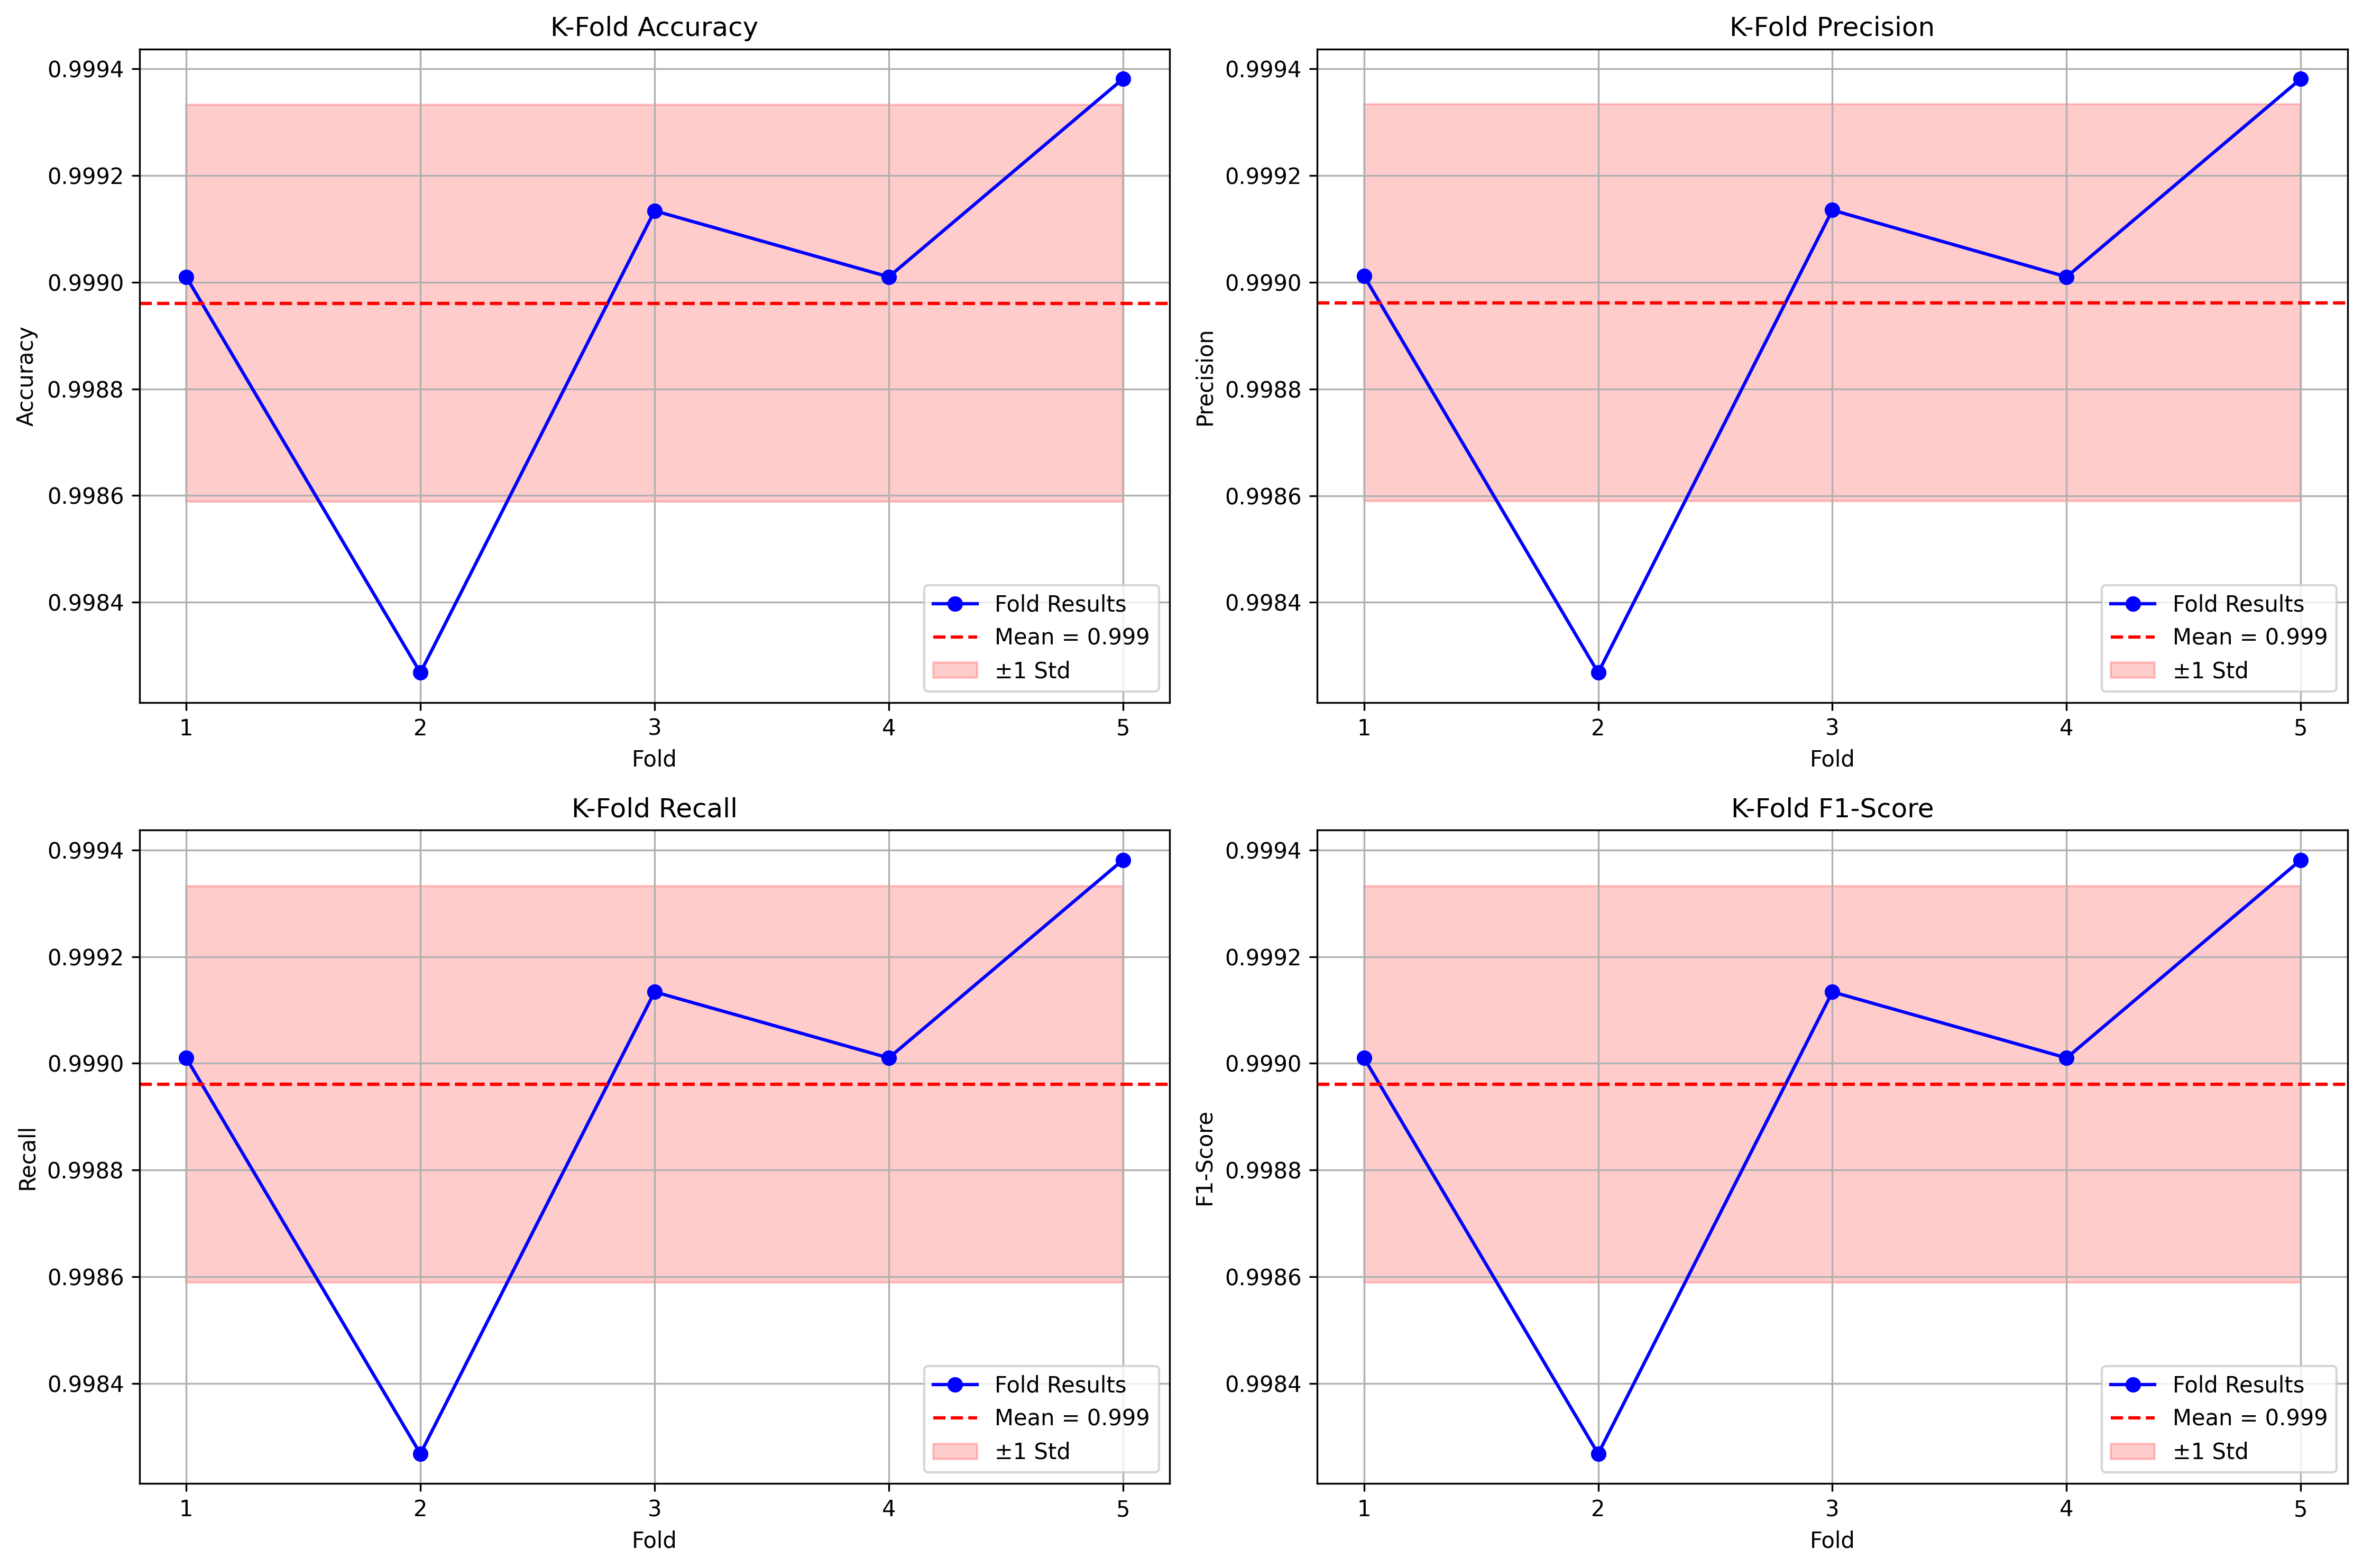 K-Fold Accuracy
0.9994
0.9992
0.9990
0.9988
0.9986
0.9984
Accuracy
1 2 3 4 5
Fold
Fold Results
Mean = 0.999
±1 Std
K-Fold Precision
0.9994
0.9992
0.9990
0.9988
0.9986
0.9984
Precision
1 2 3 4 5
Fold
Fold Results
Mean = 0.999
±1 Std
K-Fold Recall
0.9994
0.9992
0.9990
0.9988
0.9986
0.9984
Recall
1 2 3 4 5
Fold
Fold Results
Mean = 0.999
±1 Std
K-Fold F1-Score
0.9994
0.9992
0.9990
0.9988
0.9986
0.9984
F1-Score
1 2 3 4 5
Fold
Fold Results
Mean = 0.999
±1 Std